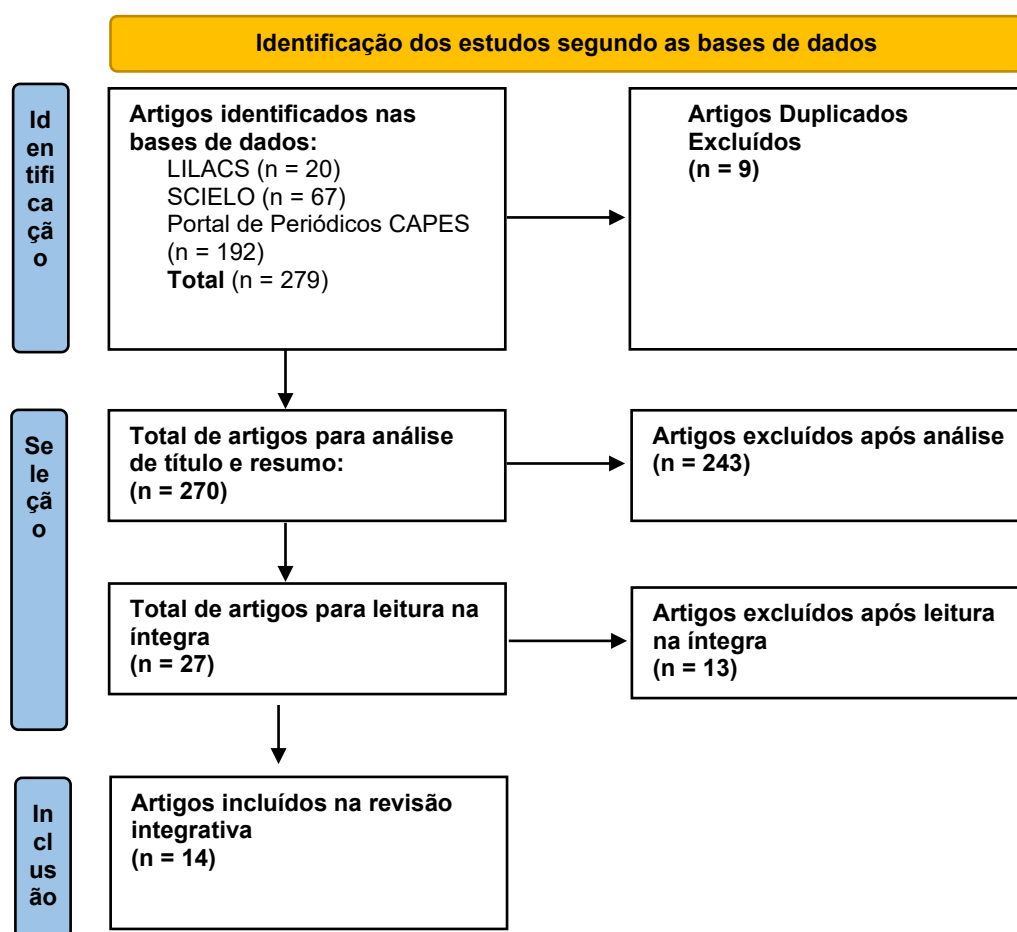 Identificação dos estudos segundo as bases de dados
Id
en
tifi
ca
çã
o
Artigos identificados nas
bases de dados:
LILACS (n = 20)
SCIELO (n = 67)
Portal de Periódicos CAPES
(n = 192)
Total (n = 279)
Artigos Duplicados
Excluídos
(n = 9)
Se
le
çã
o
Total de artigos para análise
de título e resumo:
(n = 270)
Artigos excluídos após análise
(n = 243)
Total de artigos para leitura na
íntegra
(n = 27)
Artigos excluídos após leitura
na íntegra
(n = 13)
In
cl
us
ão
Artigos incluídos na revisão
integrativa
(n = 14)